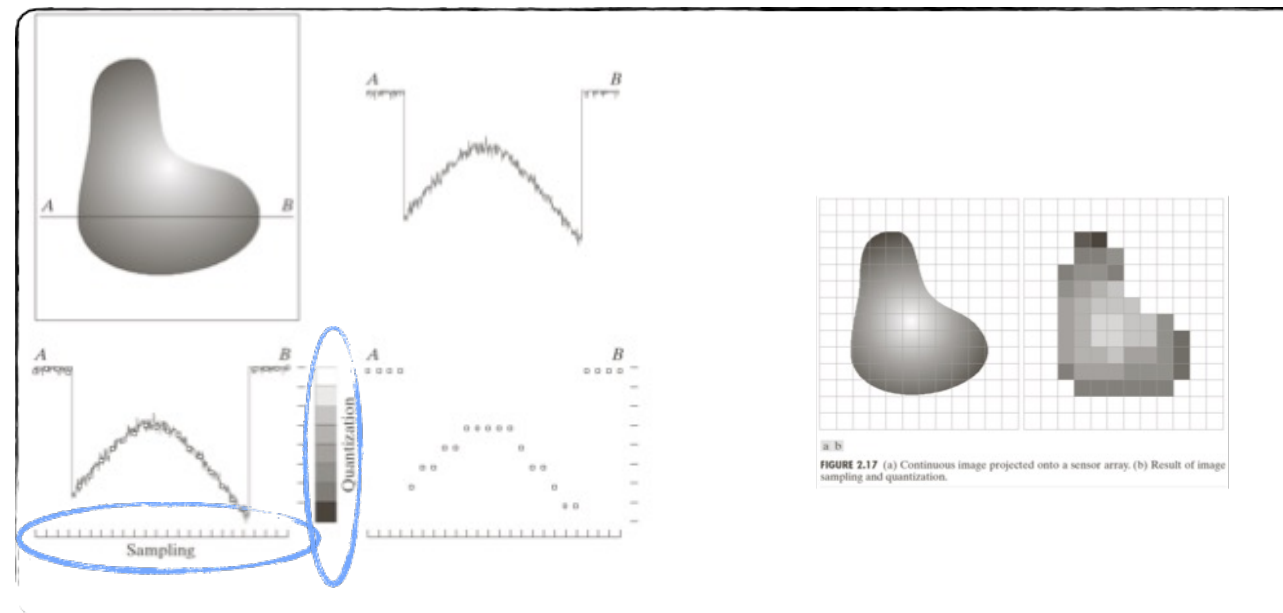 A B
A B
A B
Quantization
A B
Sampling
a b
FIGURE 2.17 (a) Continuous image projected onto a sensor array. (b) Result of image
sampling and quantization.